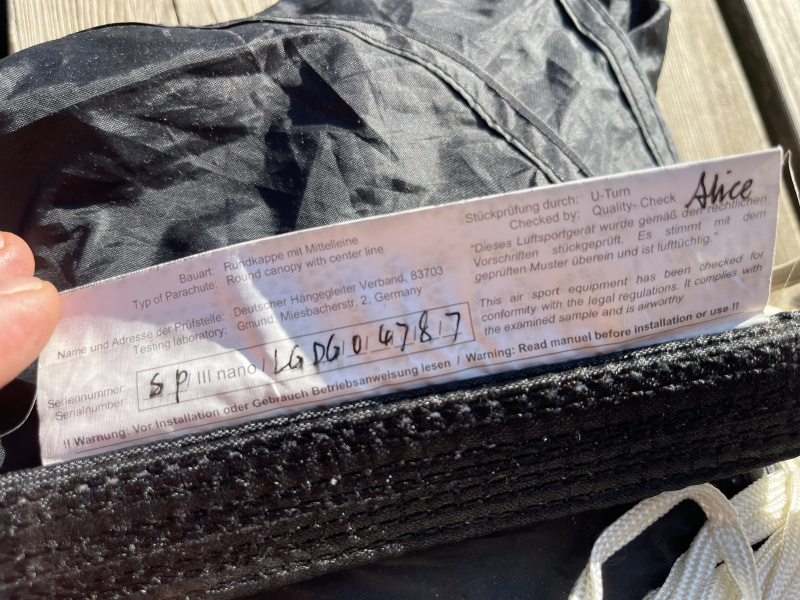 Bauart: Rundkappe mit Mittelleine
Typ of Parachute: Round canopy with center line
Name und Adresse der Prüfstelle: Deutscher Hängegleiter Verband, 83703
Testing laboratory: Gmund, Miesbacherstr. 2, Germany
Seriennummer
Serialnumber
SP III nano / LG DG 0 4787
Stückprüfung durch: U-Turn
Checked by: Quality- Check Alice
"Dieses Luftsportgerät wurde gemäß den rechtlichen
Vorschriften stückgeprüft. Es stimmt mit dem
geprüften Muster überein und ist lufttüchtig."
This air sport equipment has been checked for
conformity with the legal regulations. It complies with
the examined sample and is airworthy
!! Warnung: Vor Installation oder Gebrauch Betriebsanweisung lesen / Warning: Read manuel before installation or use !!